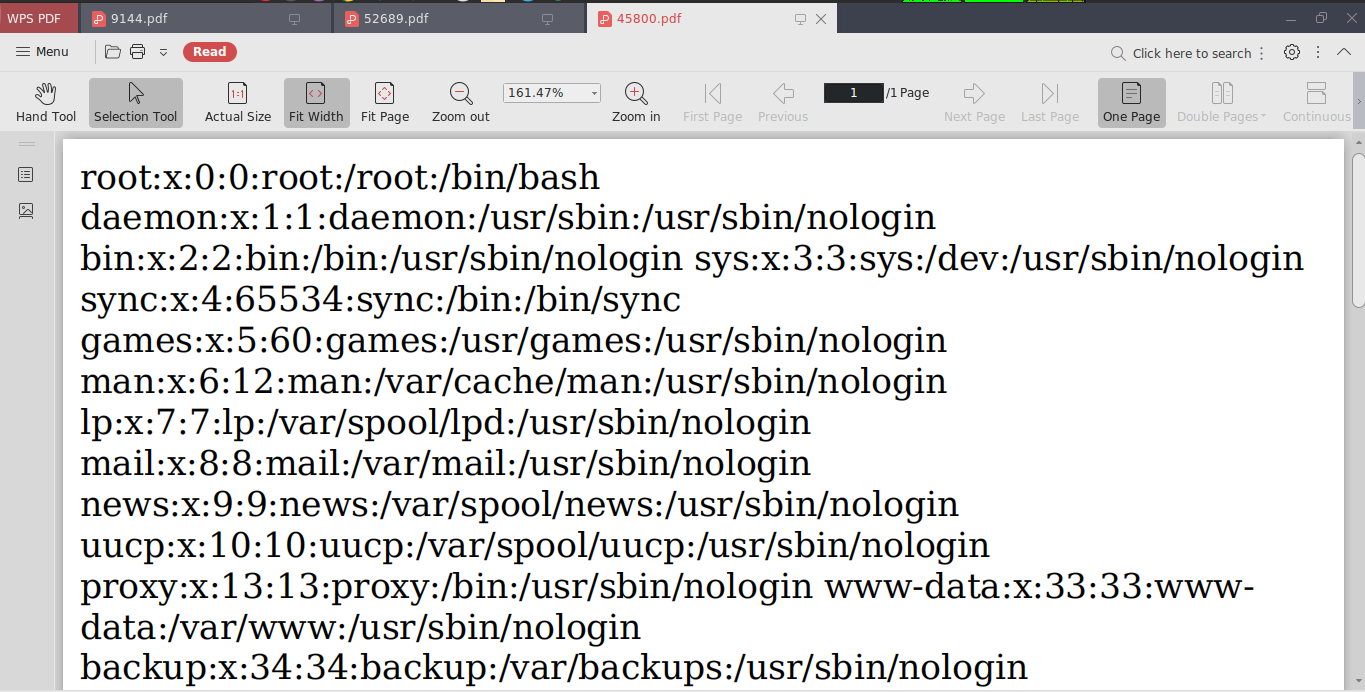 WPS PDF 9144.pdf 52689.pdf 45800.pdf
Menu Read Click here to search
161.47% 1 /1 Page
Hand Tool Selection Tool Actual Size Fit Width Fit Page Zoom out Zoom in First Page Previous Next Page Last Page One Page Double Pages Continuous
root:x:0:0:root:/root:/bin/bash
daemon:x:1:1:daemon:/usr/sbin:/usr/sbin/nologin
bin:x:2:2:bin:/bin:/usr/sbin/nologin sys:x:3:3:sys:/dev:/usr/sbin/nologin
sync:x:4:65534:sync:/bin:/bin/sync
games:x:5:60:games:/usr/games:/usr/sbin/nologin
man:x:6:12:man:/var/cache/man:/usr/sbin/nologin
lp:x:7:7:lp:/var/spool/lpd:/usr/sbin/nologin
mail:x:8:8:mail:/var/mail:/usr/sbin/nologin
news:x:9:9:news:/var/spool/news:/usr/sbin/nologin
uucp:x:10:10:uucp:/var/spool/uucp:/usr/sbin/nologin
proxy:x:13:13:proxy:/bin:/usr/sbin/nologin www-data:x:33:33:www-
data:/var/www:/usr/sbin/nologin
backup:x:34:34:backup:/var/backups:/usr/sbin/nologin